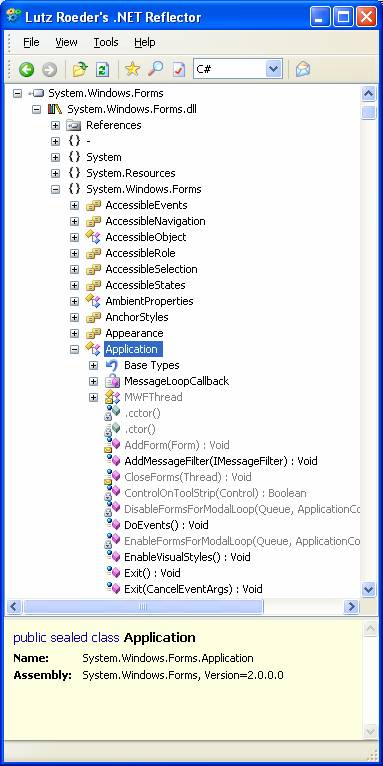 Lutz Roeder's .NET Reflector
File View Tools Help
C#
System.Windows.Forms
System.Windows.Forms.dll
References
{} -
{} System
{} System.Resources
{} System.Windows.Forms
AccessibleEvents
AccessibleNavigation
AccessibleObject
AccessibleRole
AccessibleSelection
AccessibleStates
AmbientProperties
AnchorStyles
Appearance
Application
Base Types
MessageLoopCallback
MWFThread
.cctor()
.ctor()
AddForm(Form) : Void
AddMessageFilter(IMessageFilter) : Void
CloseForms(Thread) : Void
ControlOnToolStrip(Control) : Boolean
DisableFormsForModalLoop(Queue, ApplicationCo
DoEvents() : Void
EnableFormsForModalLoop(Queue, ApplicationCo
EnableVisualStyles() : Void
Exit() : Void
Exit(CancelEventArgs) : Void
public sealed class Application
Name: System.Windows.Forms.Application
Assembly: System.Windows.Forms, Version=2.0.0.0